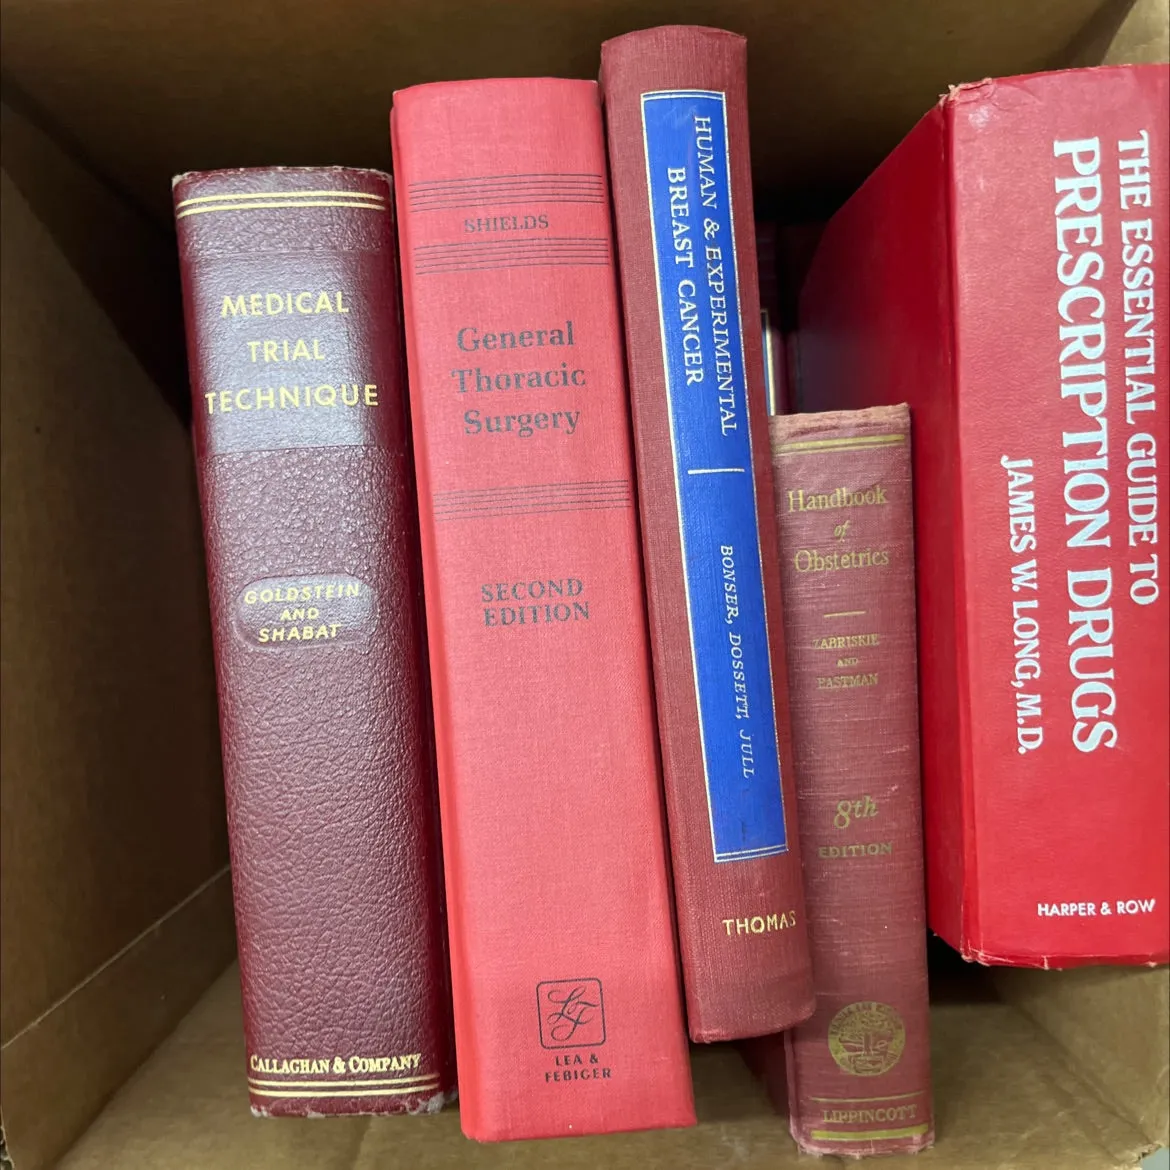 MEDICAL
TRIAL
TECHNIQUE
GOLDSTEIN
AND
SHABAT
CALLAGHAN & COMPANY
SHIELDS
General
Thoracic
Surgery
SECOND
EDITION
LF
LEA &
FEBIGER
HUMAN & EXPERIMENTAL
BREAST CANCER
BONSER, DOSSETT, JULL
THOMAS
Handbook
of
Obstetrics
ZABRISKIE
AND
EASTMAN
8th
EDITION
LIPPINCOTT
THE ESSENTIAL GUIDE TO
PRESCRIPTION DRUGS
JAMES W. LONG, M.D.
HARPER & ROW